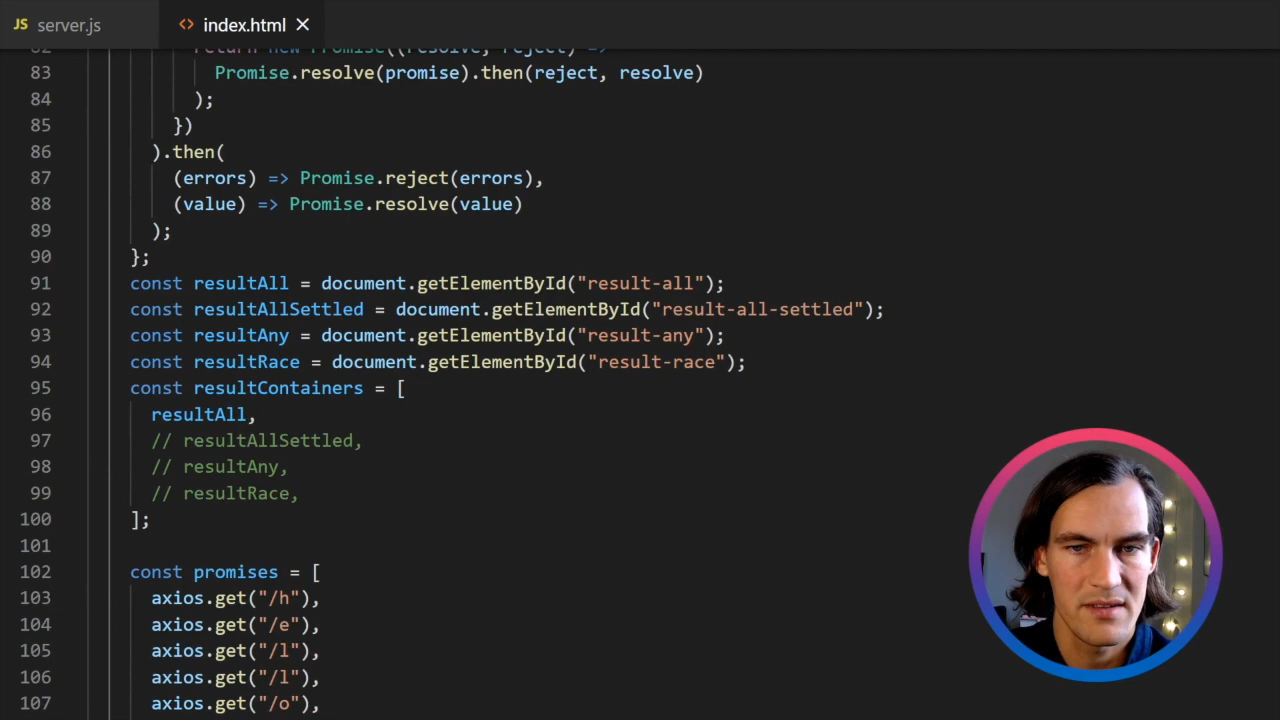 JS server.js <> index.html ×
82 return new Promise((resolve, reject) =>
83 Promise.resolve(promise).then(reject, resolve)
84 );
85 })
86 ).then(
87 (errors) => Promise.reject(errors),
88 (value) => Promise.resolve(value)
89 );
90 };
91 const resultAll = document.getElementById("result-all");
92 const resultAllSettled = document.getElementById("result-all-settled");
93 const resultAny = document.getElementById("result-any");
94 const resultRace = document.getElementById("result-race");
95 const resultContainers = [
96 resultAll,
97 // resultAllSettled,
98 // resultAny,
99 // resultRace,
100 ];
101
102 const promises = [
103 axios.get("/h"),
104 axios.get("/e"),
105 axios.get("/l"),
106 axios.get("/l"),
107 axios.get("/o"),